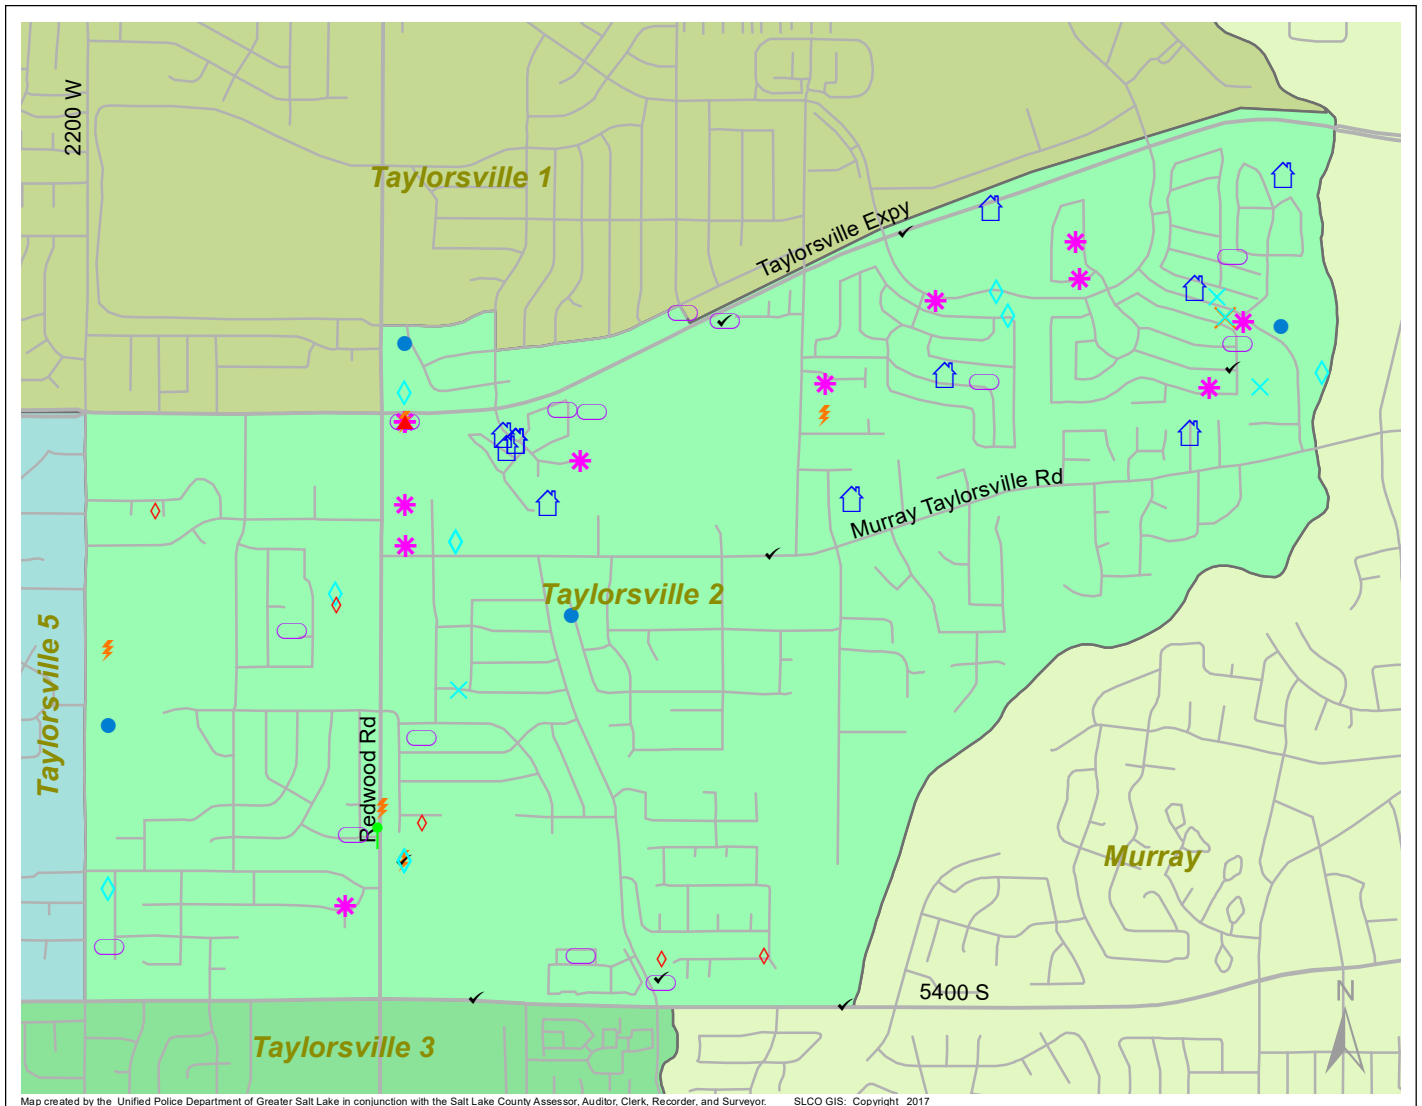 2200 W
Taylorsville 1
Taylorsville Expy
Murray Taylorsville Rd
Taylorsville 2
Taylorsville 5
Redwood Rd
Murray
5400 S
N
Taylorsville 3
Map created by the Unified Police Department of Greater Salt Lake in conjunction with the Salt Lake County Assessor, Auditor, Clerk, Recorder, and Surveyor. SLCO GIS: Copyright 2017